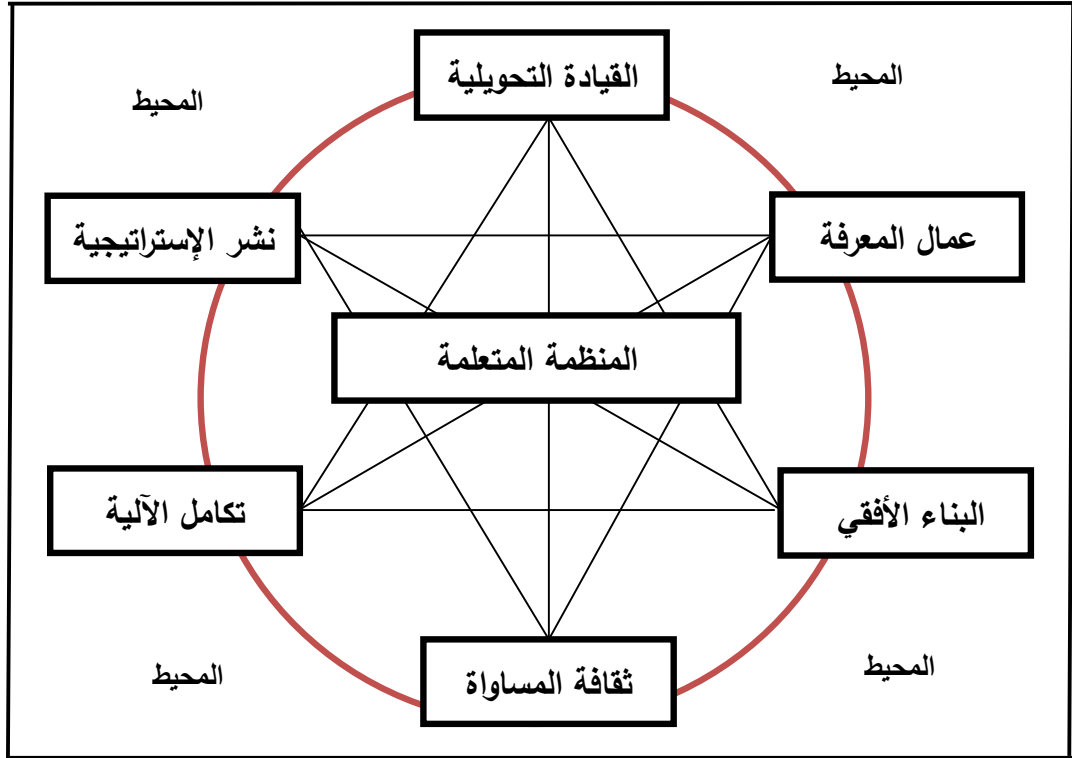 القيادة التحويلية
المحيط
المحيط
عمال المعرفة
نشر الإستراتيجية
المنظمة المتعلمة
البناء الأفقي
تكامل الآلية
ثقافة المساواة
المحيط
المحيط